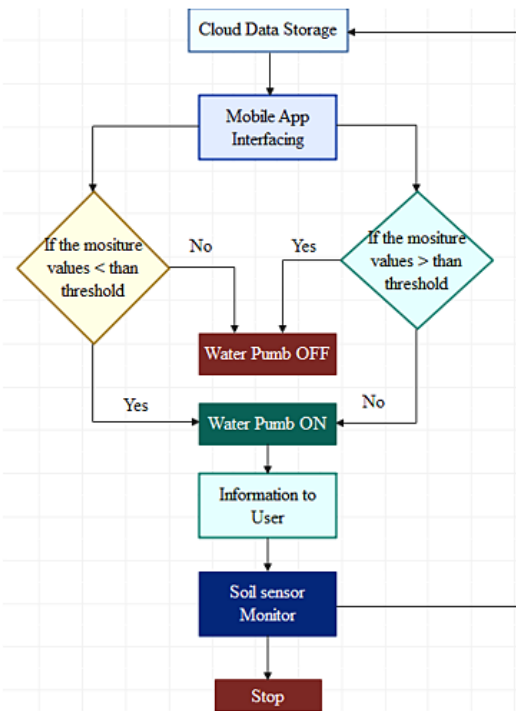 Cloud Data Storage
Mobile App
Interfacing
If the mositure
values < than
threshold
No
Yes
If the mositure
values > than
threshold
Water Pumb OFF
Yes
Water Pumb ON
No
Information to
User
Soil sensor
Monitor
Stop